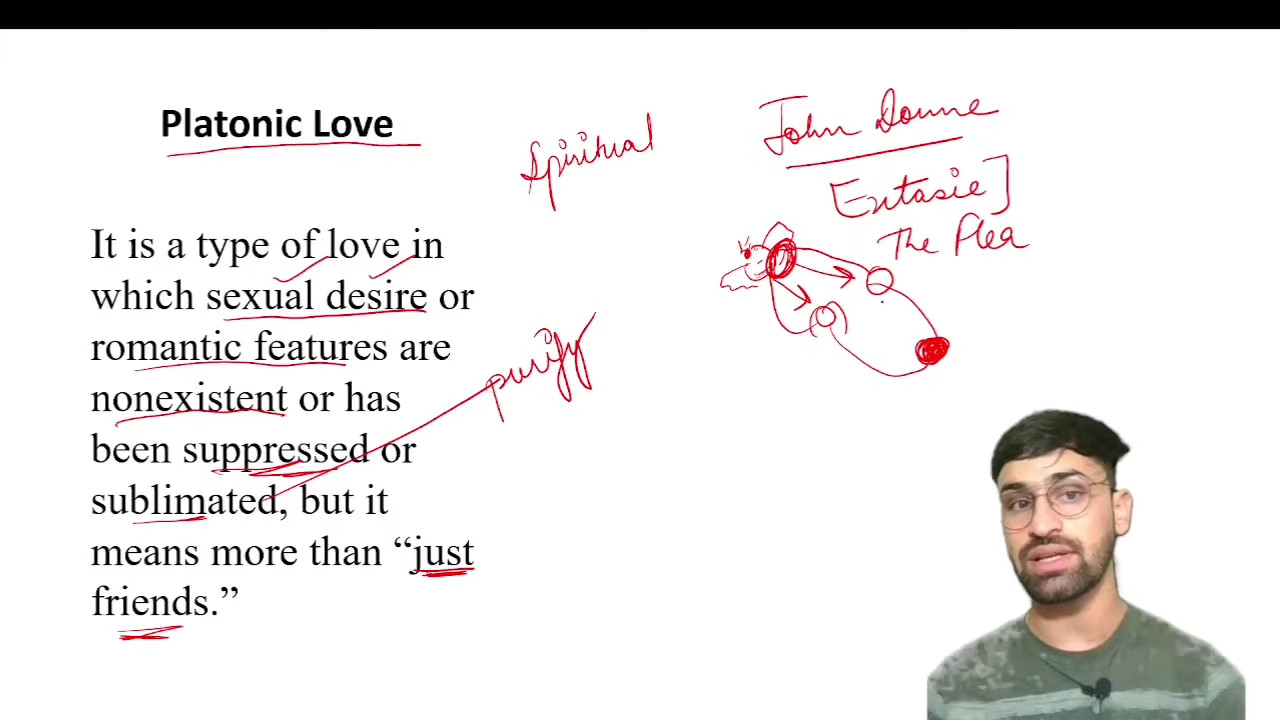 Platonic Love
It is a type of love in
which sexual desire or
romantic features are
nonexistent or has
been suppressed or
sublimated, but it
means more than “just
friends.”
Spiritual
purify
John Donne
[Extasie]
The Flea